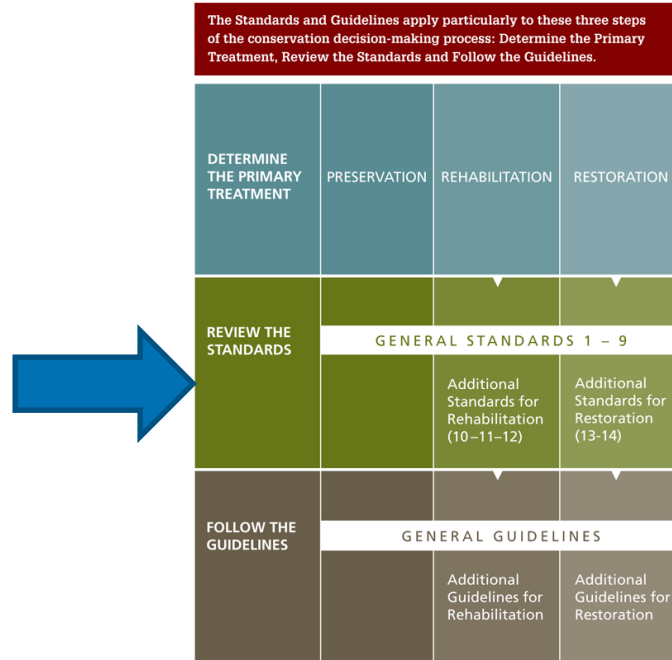 The Standards and Guidelines apply particularly to these three steps
of the conservation decision-making process: Determine the Primary
Treatment, Review the Standards and Follow the Guidelines.
DETERMINE
THE PRIMARY
TREATMENT
PRESERVATION
REHABILITATION
RESTORATION
REVIEW THE
STANDARDS
GENERAL STANDARDS 1 – 9
Additional
Standards for
Rehabilitation
(10–11–12)
Additional
Standards for
Restoration
(13-14)
FOLLOW THE
GUIDELINES
GENERAL GUIDELINES
Additional
Guidelines for
Rehabilitation
Additional
Guidelines for
Restoration